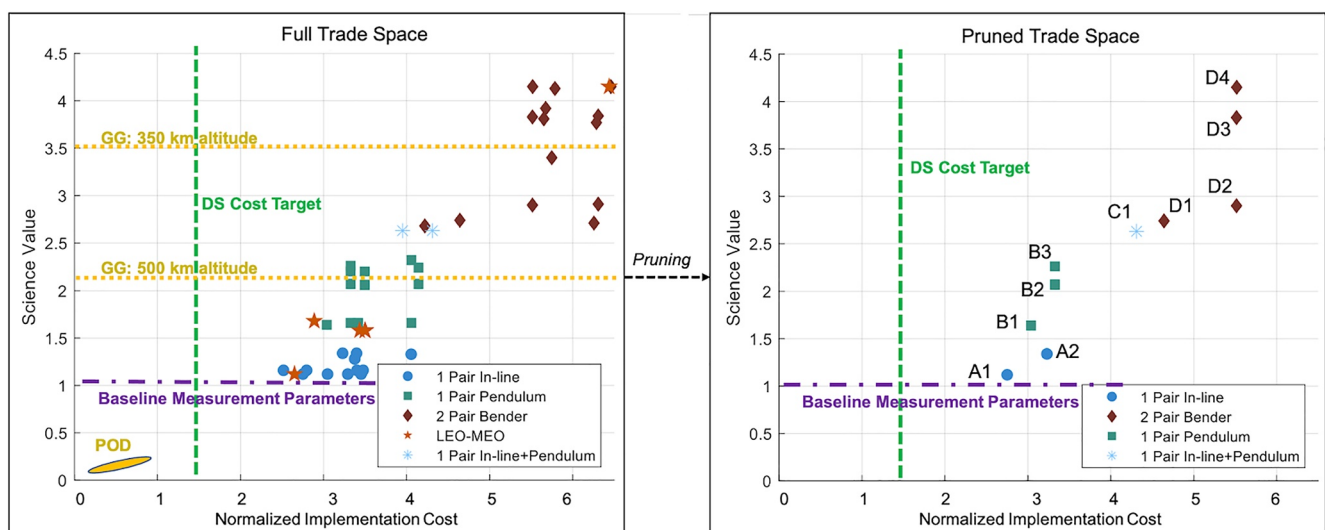 Full Trade Space
4.5
4
3.5
3
2.5
2
1.5
1
0.5
0
Science Value
GG: 350 km altitude
DS Cost Target
GG: 500 km altitude
Baseline Measurement Parameters
POD
1 Pair In-line
1 Pair Pendulum
2 Pair Bender
LEO-MEO
1 Pair In-line+Pendulum
0 1 2 3 4 5 6
Normalized Implementation Cost
Pruning
Pruned Trade Space
4.5
4
3.5
3
2.5
2
1.5
1
0.5
0
Science Value
D4
D3
DS Cost Target
D2
C1 D1
B3
B2
B1
A2
A1
Baseline Measurement Parameters
1 Pair In-line
2 Pair Bender
1 Pair Pendulum
1 Pair In-line+Pendulum
0 1 2 3 4 5 6
Normalized Implementation Cost